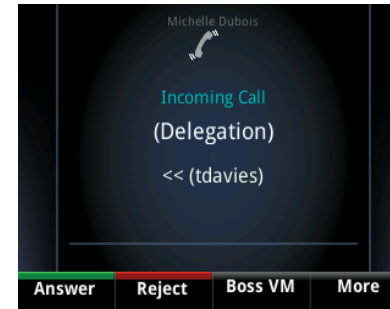 Michelle Dubois
Incoming Call
(Delegation)
<< (tdavies)
Answer Reject Boss VM More